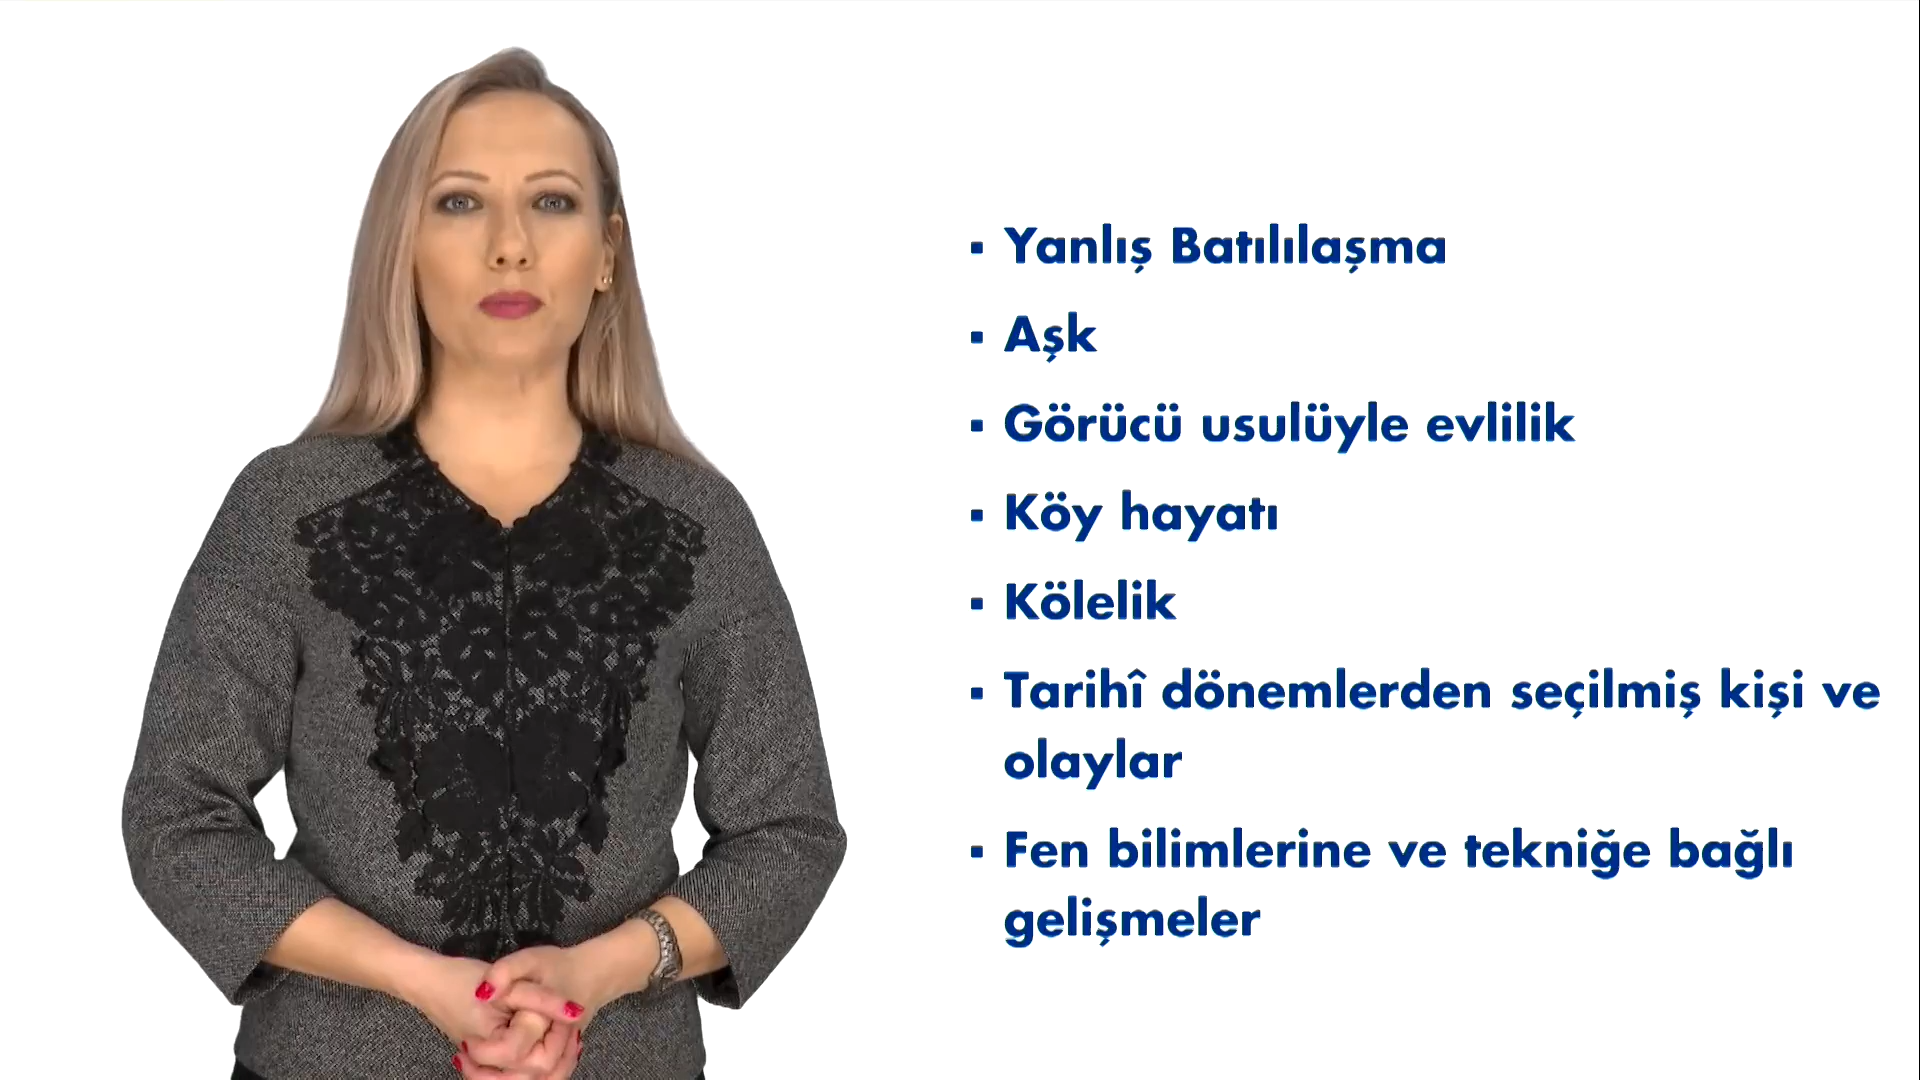 ▪ Yanlış Batılılaşma
▪ Aşk
▪ Görücü usulüyle evlilik
▪ Köy hayatı
▪ Kölelik
▪ Tarihî dönemlerden seçilmiş kişi ve
olaylar
▪ Fen bilimlerine ve tekniğe bağlı
gelişmeler